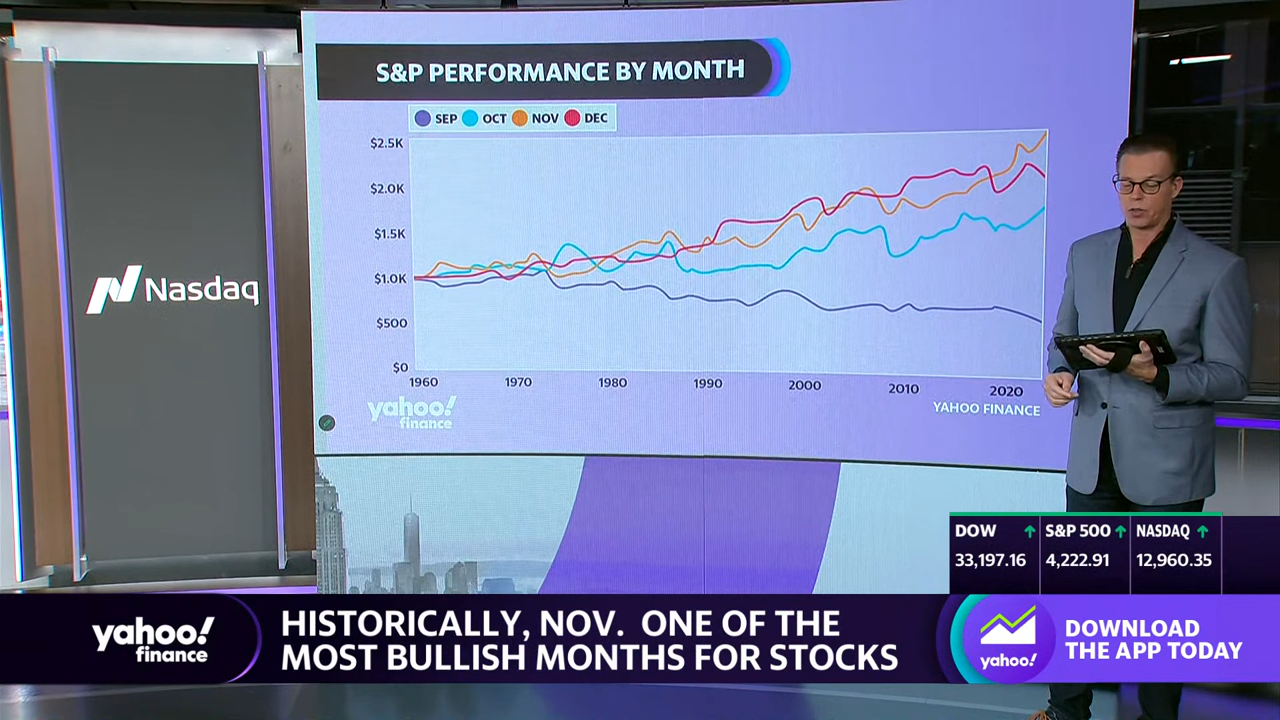 S&P PERFORMANCE BY MONTH
SEP OCT NOV DEC
$2.5K
$2.0K
$1.5K
$1.0K
$500
$0
1960 1970 1980 1990 2000 2010 2020
yahoo!
finance
YAHOO FINANCE
Nasdaq
DOW S&P 500 NASDAQ
33,197.16 4,222.91 12,960.35
yahoo!
finance
HISTORICALLY, NOV. ONE OF THE
MOST BULLISH MONTHS FOR STOCKS
yahoo!
DOWNLOAD
THE APP TODAY